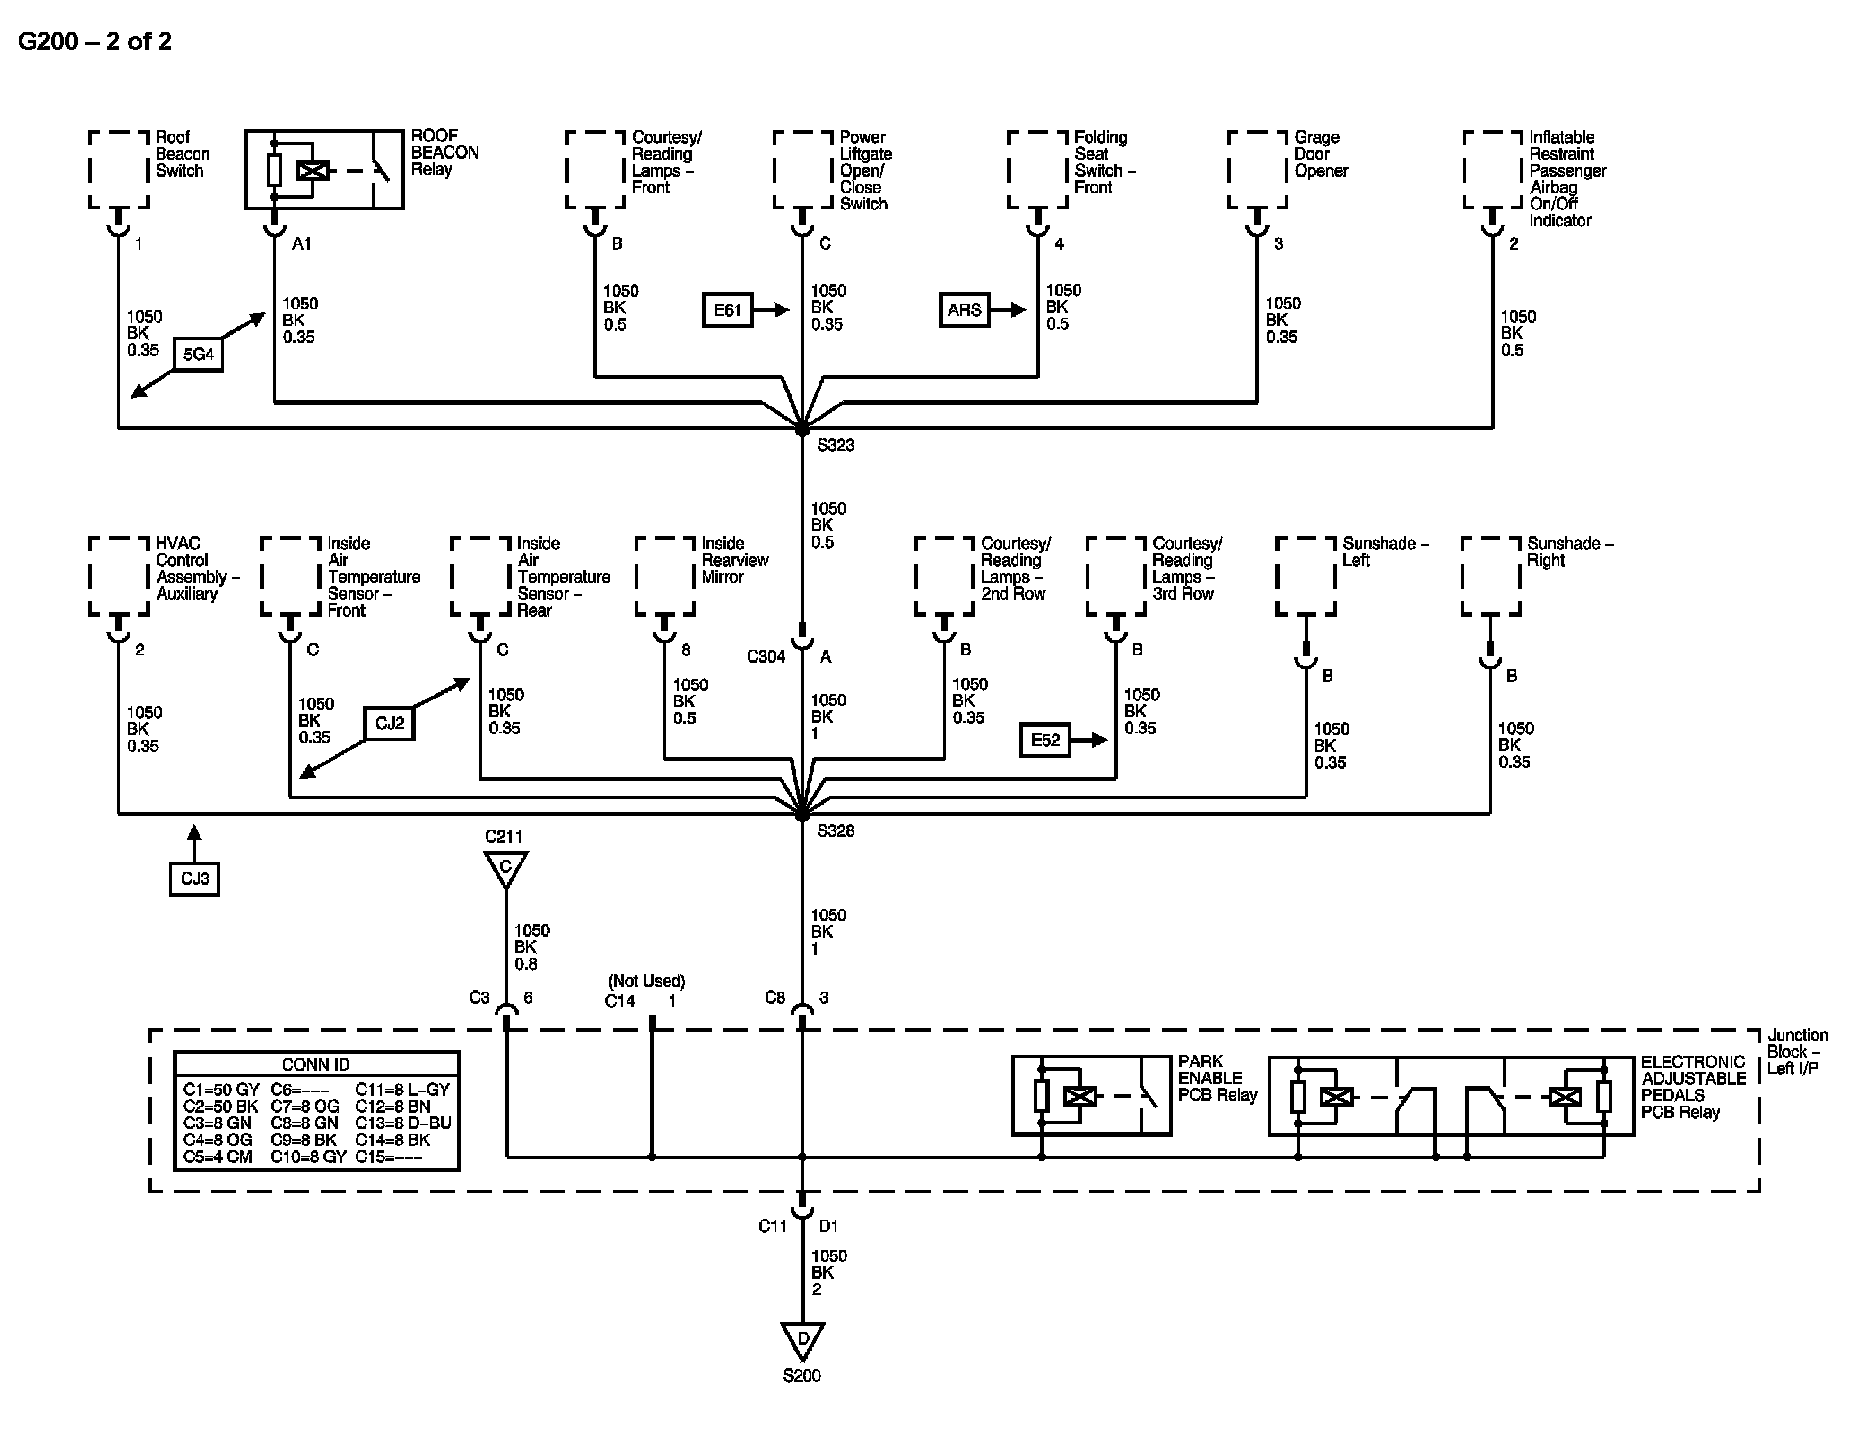 G200 – 2 of 2
Roof
Beacon
Switch
ROOF
BEACON
Relay
Courtesy/
Reading
Lamps –
Front
Power
Liftgate
Open/
Close
Switch
Folding
Seat
Switch –
Front
Grage
Door
Opener
Inflatable
Restraint
Passenger
Airbag
On/Off
Indicator
1
A1
B
C
4
3
2
1050
BK
0.35
5G4
1050
BK
0.35
1050
BK
0.5
E61
1050
BK
0.35
ARS
1050
BK
0.5
1050
BK
0.35
1050
BK
0.5
S323
1050
BK
0.5
HVAC
Control
Assembly –
Auxiliary
Inside
Air
Temperature
Sensor –
Front
Inside
Air
Temperature
Sensor –
Rear
Inside
Rearview
Mirror
Courtesy/
Reading
Lamps –
2nd Row
Courtesy/
Reading
Lamps –
3rd Row
Sunshade –
Left
Sunshade –
Right
2
C
C
8
C304 A
B
B
B
B
1050
BK
0.35
1050
BK
0.35
CJ2
1050
BK
0.35
1050
BK
0.5
1050
BK
1
1050
BK
0.35
E52
1050
BK
0.35
1050
BK
0.35
1050
BK
0.35
S328
CJ3
C211
C
1050
BK
0.8
1050
BK
1
C3 6
(Not Used)
C14 1
C8 3
Junction
Block –
Left I/P
CONN ID
C1=50 GY C6=––– C11=8 L–GY
C2=50 BK C7=8 OG C12=8 BN
C3=8 GN C8=8 GN C13=8 D–BU
C4=8 OG C9=8 BK C14=8 BK
C5=4 CM C10=8 GY C15=–––
PARK
ENABLE
PCB Relay
ELECTRONIC
ADJUSTABLE
PEDALS
PCB Relay
C11 D1
1050
BK
2
D
S200